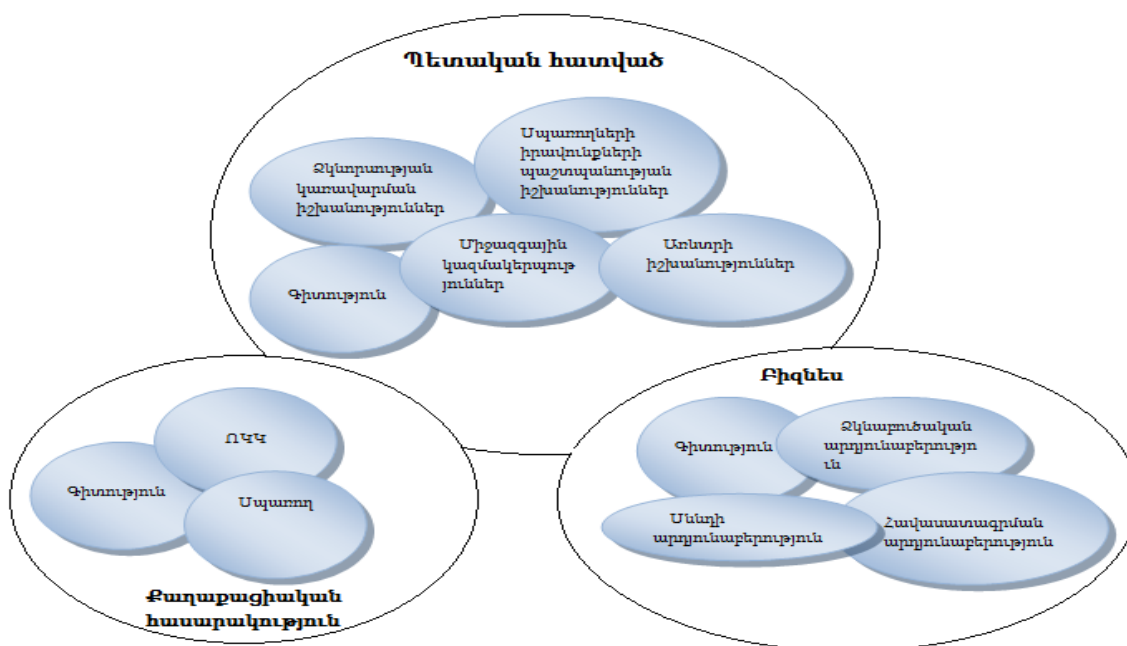 Պետական հատված
Սպառողների
իրավունքների
պաշտպանության
իշխանություններ
Ձկնորսության
կառավարման
իշխանություններ
Միջազգային
կազմակերպութ
յուններ
Առևտրի
իշխանություններ
Գիտություն
Բիզնես
Գիտություն
Ձկնաբուծական
արդյունաբերությո
ւն
Սննդի
արդյունաբերություն
Հավաստագրման
արդյունաբերություն
ՈԿԿ
Գիտություն
Սպառող
Քաղաքացիական
հասարակություն